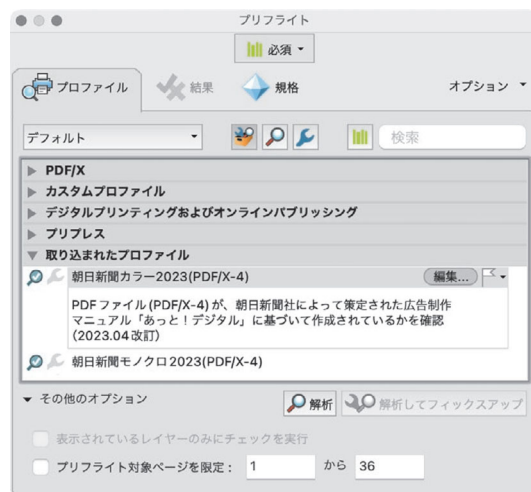 プリフライト
必須
プロファイル 結果 規格 オプション
デフォルト 検索
PDF/X
カスタムプロファイル
デジタルプリンティングおよびオンラインパブリッシング
プリプレス
取り込まれたプロファイル
朝日新聞カラー2023(PDF/X-4) 編集...
PDFファイル(PDF/X-4)が、朝日新聞社によって策定された広告制作
マニュアル「あっと！デジタル」に基づいて作成されているかを確認
（2023.04改訂）
朝日新聞モノクロ2023(PDF/X-4)
その他のオプション 解析 解析してフィックスアップ
表示されているレイヤーのみにチェックを実行
プリフライト対象ページを限定： 1 から 36